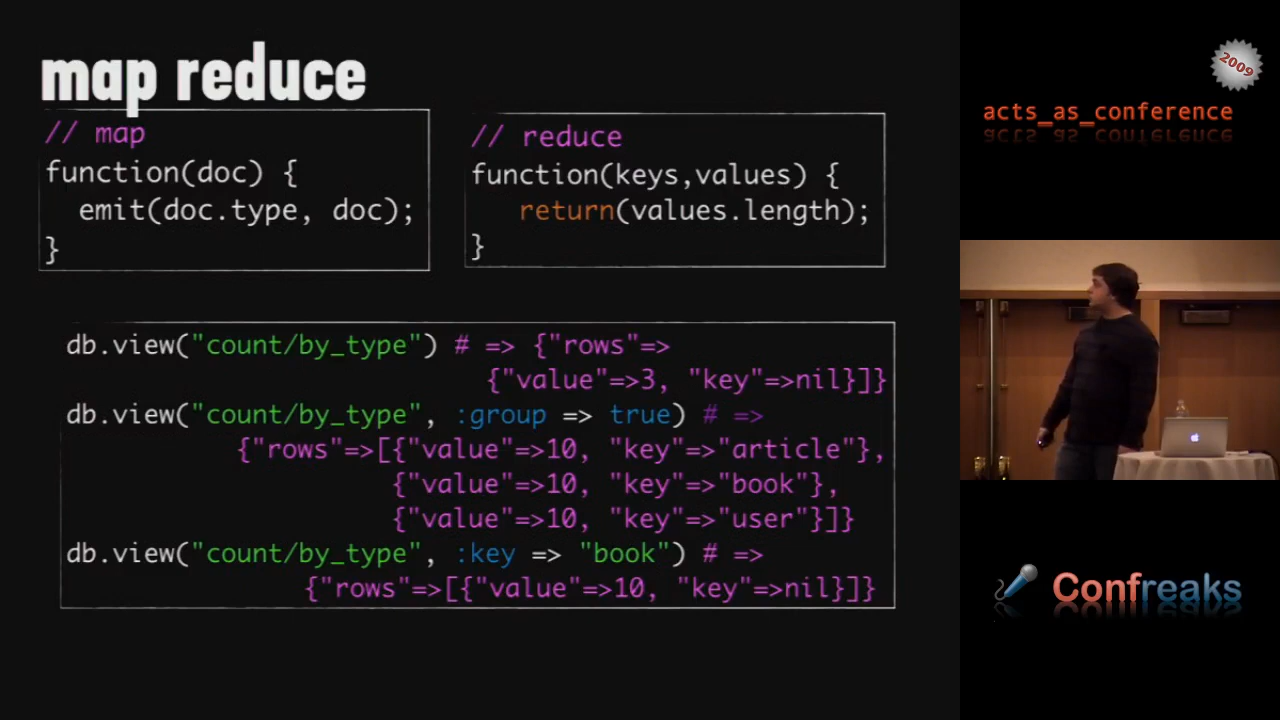 map reduce
// map
function(doc) {
emit(doc.type, doc);
}
// reduce
function(keys,values) {
return(values.length);
}
db.view("count/by_type") # => {"rows"=>
{"value"=>3, "key"=>nil}]}
db.view("count/by_type", :group => true) # =>
{"rows"=>[{"value"=>10, "key"=>"article"},
{"value"=>10, "key"=>"book"},
{"value"=>10, "key"=>"user"}]}
db.view("count/by_type", :key => "book") # =>
{"rows"=>[{"value"=>10, "key"=>nil}]}
2009
acts_as_conference
Confreaks